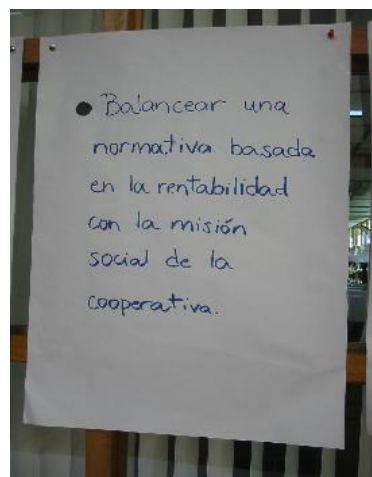 ● Balancear una
normativa basada
en la rentabilidad
con la misión
social de la
cooperativa.